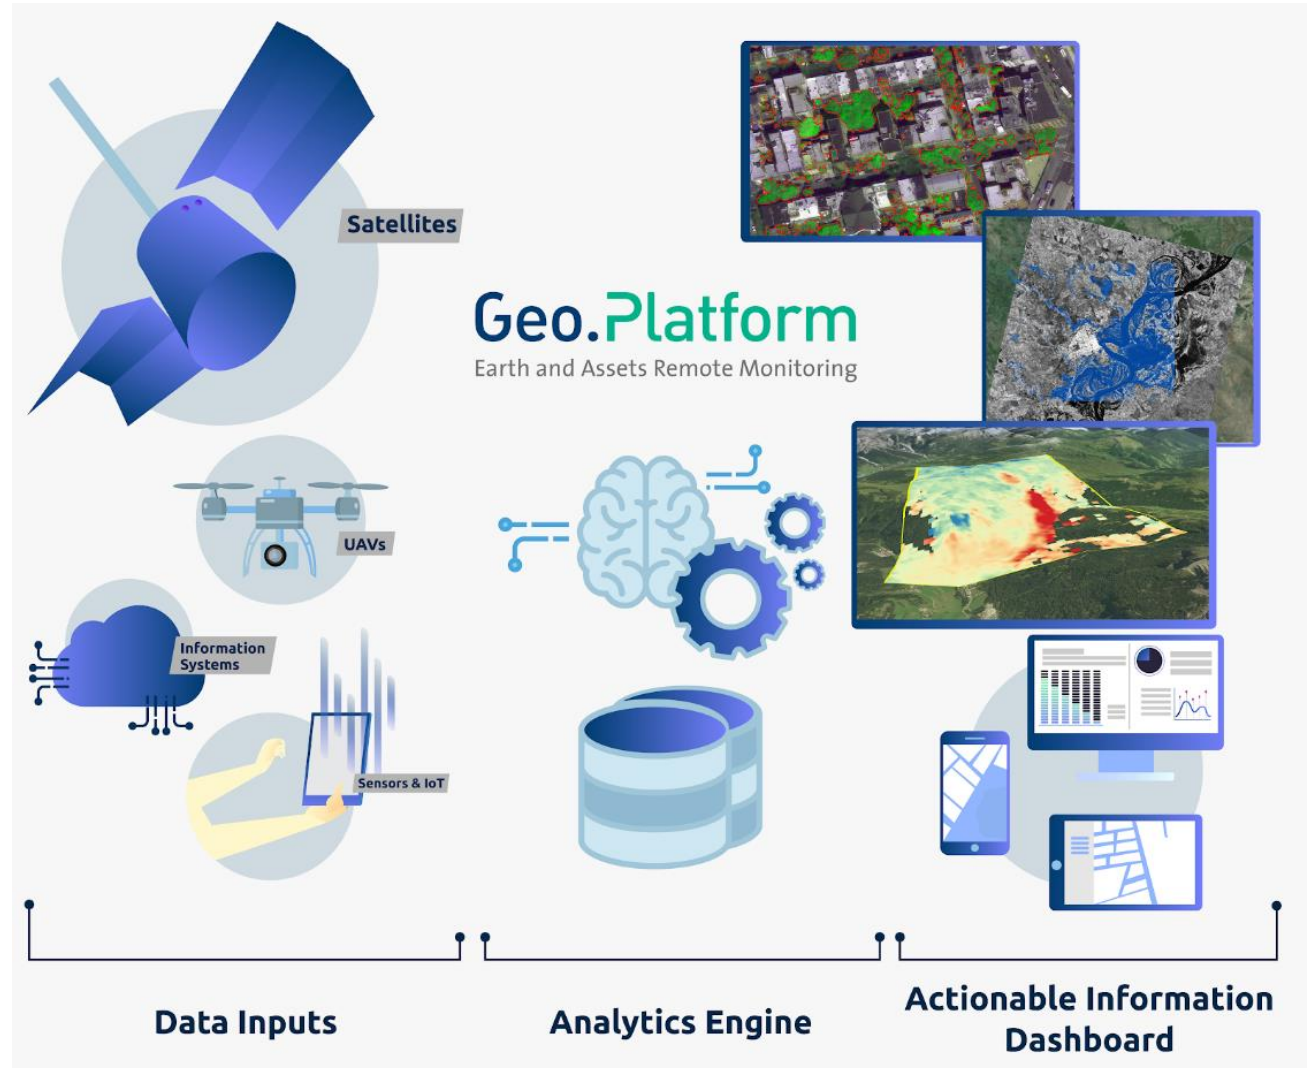 Satellites
Geo.Platform
Earth and Assets Remote Monitoring
UAVs
Information
Systems
Sensors & IoT
Data Inputs
Analytics Engine
Actionable Information
Dashboard